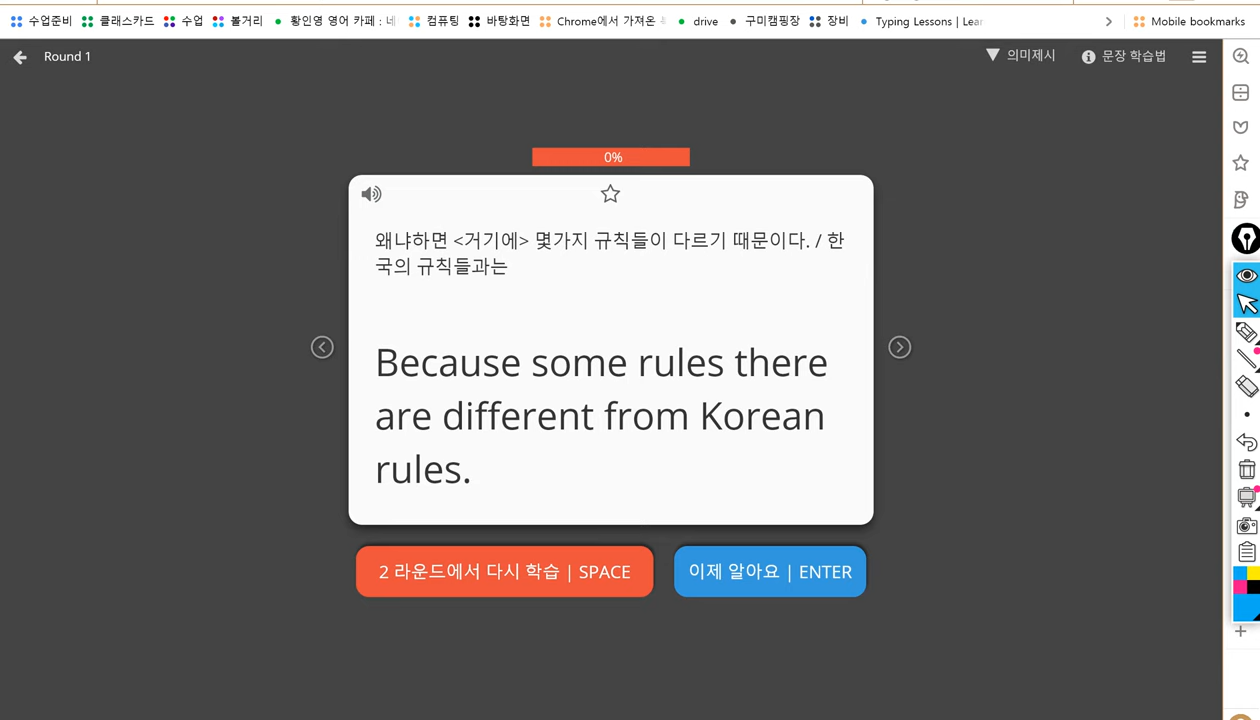 수업준비 클래스카드 수업 볼거리 황인영 영어 카페 : 네 컴퓨팅 바탕화면 Chrome에서 가져온 drive 구미캠핑장 장비 Typing Lessons | Lear Mobile bookmarks
Round 1 의미제시 문장 학습법
0%
왜냐하면 <거기에> 몇가지 규칙들이 다르기 때문이다. / 한
국의 규칙들과는
Because some rules there
are different from Korean
rules.
2 라운드에서 다시 학습 | SPACE 이제 알아요 | ENTER